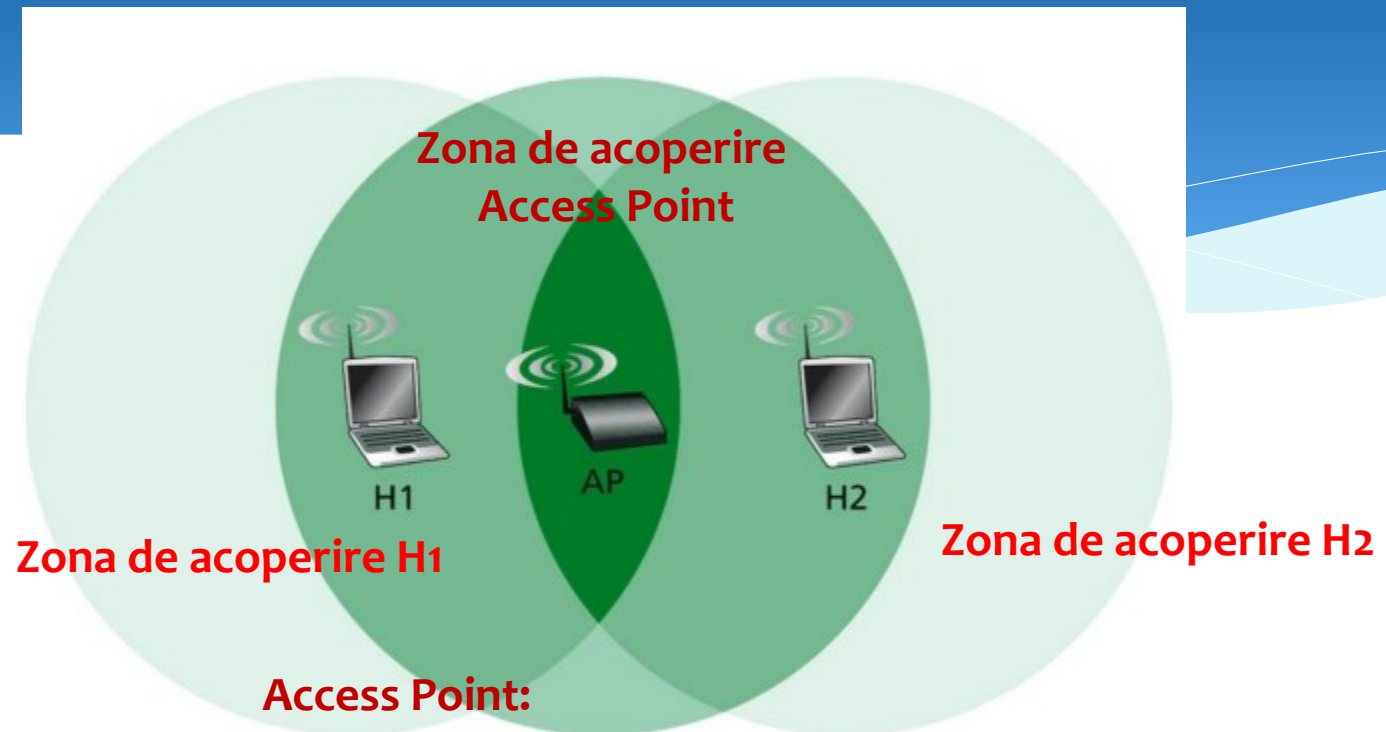 Zona de acoperire
Access Point
H1
AP
H2
Zona de acoperire H1
Zona de acoperire H2
Access Point: